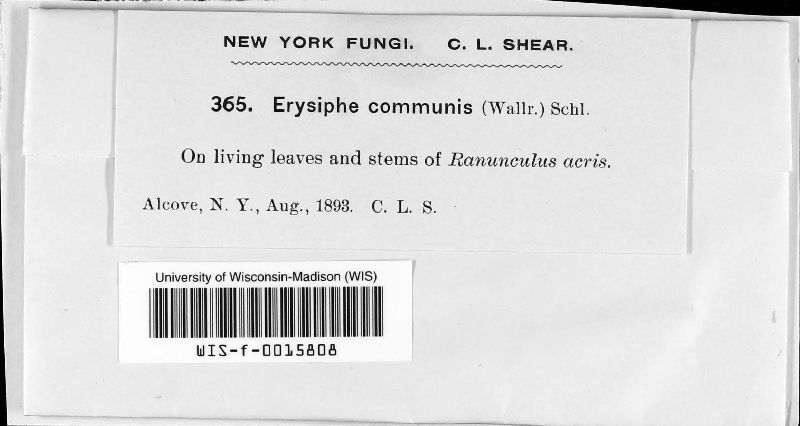 NEW YORK FUNGI. C. L. SHEAR.
365. Erysiphe communis (Wallr.) Schl.
On living leaves and stems of Ranunculus acris.
Alcove, N. Y., Aug., 1893. C. L. S.
University of Wisconsin-Madison (WIS)
WIS-f-0015808